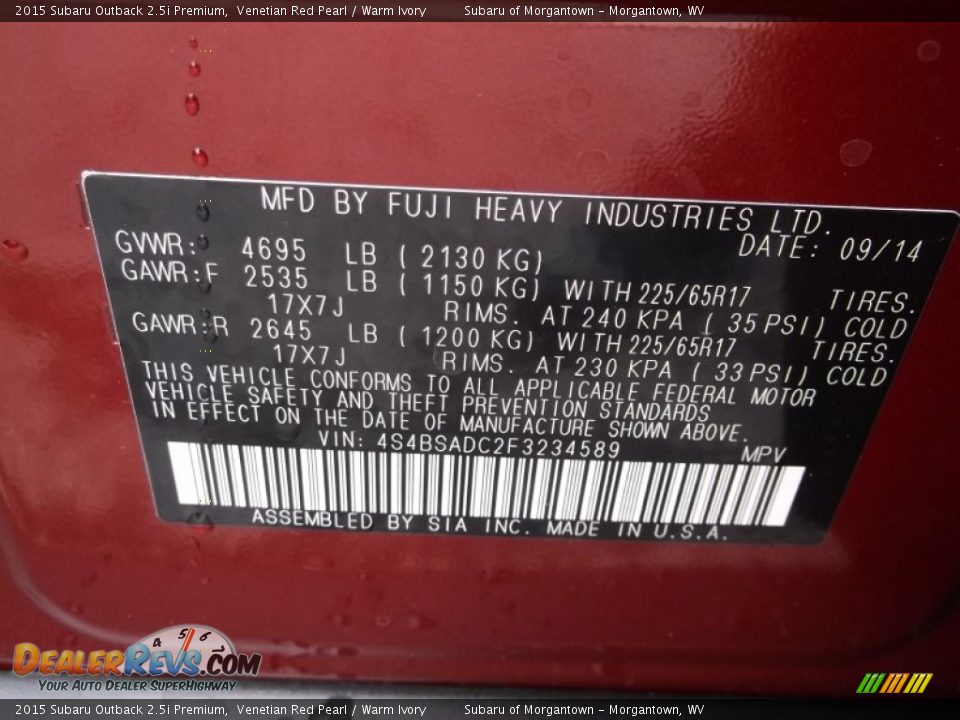 2015 Subaru Outback 2.5i Premium, Venetian Red Pearl / Warm Ivory Subaru of Morgantown - Morgantown, WV
MFD BY FUJI HEAVY INDUSTRIES LTD.
GVWR: 4695 LB ( 2130 KG) DATE: 09/14
GAWR:F 2535 LB ( 1150 KG) WITH 225/65R17 TIRES.
17X7J RIMS. AT 240 KPA ( 35 PSI) COLD
GAWR:R 2645 LB ( 1200 KG) WITH 225/65R17 TIRES.
17X7J RIMS. AT 230 KPA ( 33 PSI) COLD
THIS VEHICLE CONFORMS TO ALL APPLICABLE FEDERAL MOTOR
VEHICLE SAFETY AND THEFT PREVENTION STANDARDS
IN EFFECT ON THE DATE OF MANUFACTURE SHOWN ABOVE.
VIN: 4S4BSADC2F3234589 MPV
ASSEMBLED BY SIA INC. MADE IN U.S.A.
4 5 6
DEALERREVS.COM
YOUR AUTO DEALER SUPERHIGHWAY
2015 Subaru Outback 2.5i Premium, Venetian Red Pearl / Warm Ivory Subaru of Morgantown - Morgantown, WV